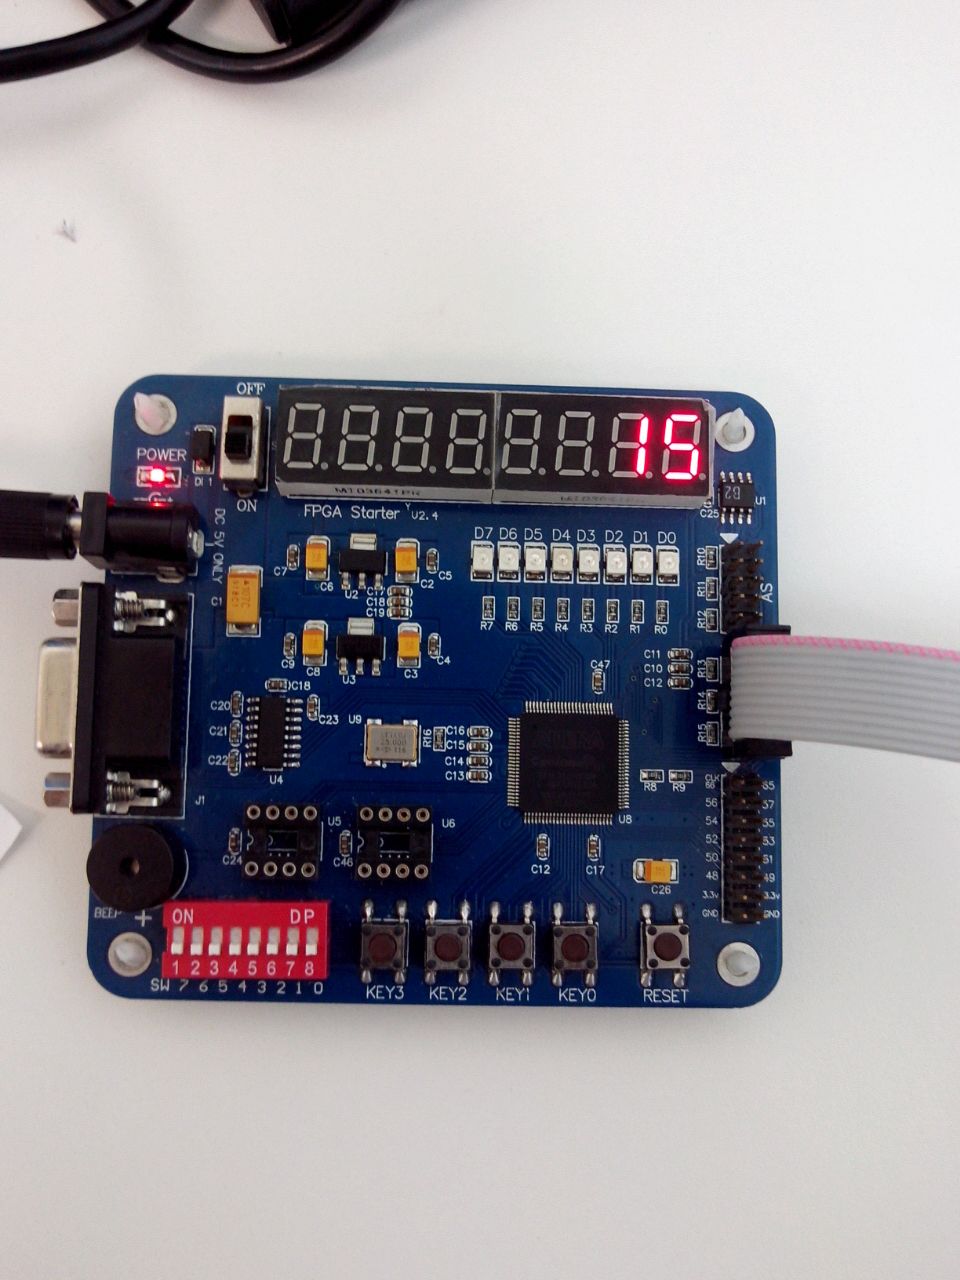 OFF
POWER
15
ON
U1
C25
FPGA Starter V2.4
DC 5V ONLY
D7 D6 D5 D4 D3 D2 D1 D0
C7
C6
U2
C2
C5
C17
C18
C19
C1
R7 R6 R5 R4 R3 R2 R1 R0
R10
R11
R12
C9
C8
U3
C3
C4
C11
C10
C12
C47
R13
R14
R15
C18
C20
C23
C21
C22
U4
U9
25.000
R16
C16
C15
C14
C13
R8 R9
J1
U5
U6
U8
C24
C46
C12
C17
C26
CLK
86 85
56 57
54
52 53
50 51
48 49
3.3v 3.3v
GND GND
BEEP +
ON DP
1 2 3 4 5 6 7 8
SW 7 6 5 4 3 2 1 0
KEY3 KEY2 KEY1 KEY0 RESET